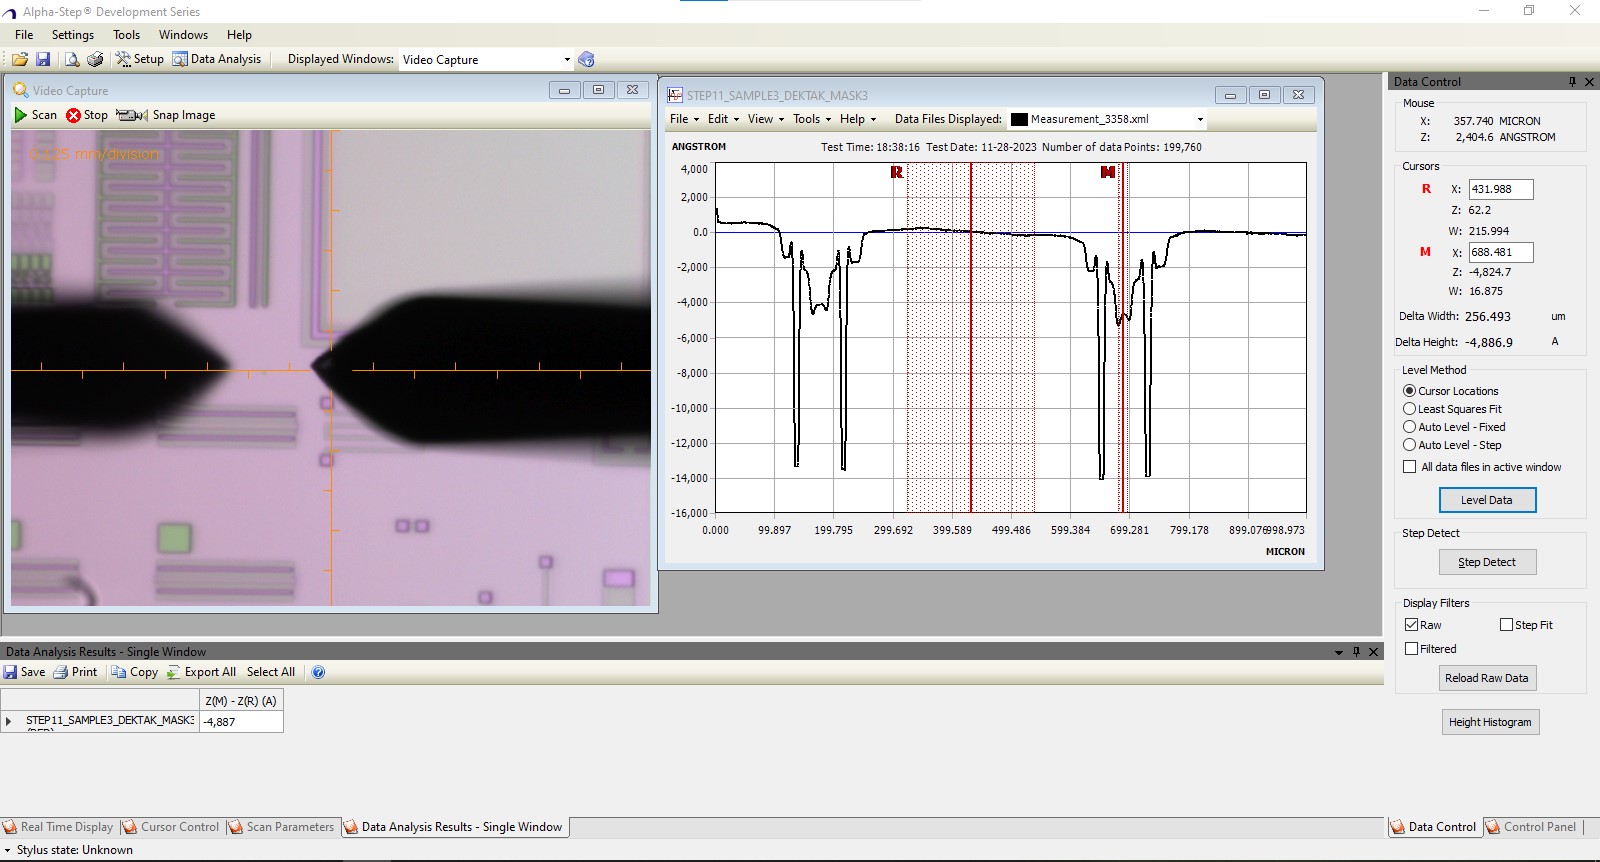 Alpha-Step® Development Series
File Settings Tools Windows Help
Setup Data Analysis Displayed Windows: Video Capture
Video Capture
Scan Stop Snap Image
0.125 mm/division
STEP11_SAMPLE3_DEKTAK_MASK3
File Edit View Tools Help Data Files Displayed: Measurement_3358.xml
ANGSTROM Test Time: 18:38:16 Test Date: 11-28-2023 Number of data Points: 199,760
R M
4,000
2,000
0.0
-2,000
-4,000
-6,000
-8,000
-10,000
-12,000
-14,000
-16,000
0.000 99.897 199.795 299.692 399.589 499.486 599.384 699.281 799.178 899.076 998.973
MICRON
Data Control
Mouse
X: 357.740 MICRON
Z: 2,404.6 ANGSTROM
Cursors
R X: 431.988
Z: 62.2
W: 215.994
M X: 688.481
Z: -4,824.7
W: 16.875
Delta Width: 256.493 um
Delta Height: -4,886.9 A
Level Method
Cursor Locations
Least Squares Fit
Auto Level - Fixed
Auto Level - Step
All data files in active window
Level Data
Step Detect
Step Detect
Display Filters
Raw Step Fit
Filtered
Reload Raw Data
Height Histogram
Data Analysis Results - Single Window
Save Print Copy Export All Select All
Z(M) - Z(R) (A)
STEP11_SAMPLE3_DEKTAK_MASK3 -4,887
Real Time Display Cursor Control Scan Parameters Data Analysis Results - Single Window
Data Control Control Panel
Stylus state: Unknown